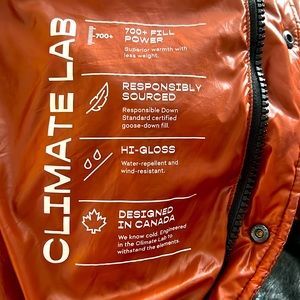 CLIMATE LAB
700+
700+ FILL
POWER
Superior warmth with
less weight.
RESPONSIBLY
SOURCED
Responsible Down
Standard certified
goose-down fill.
HI-GLOSS
Water-repellent and
wind-resistant.
DESIGNED
IN CANADA
We know cold. Engineered
in the Climate Lab to
withstand the elements.